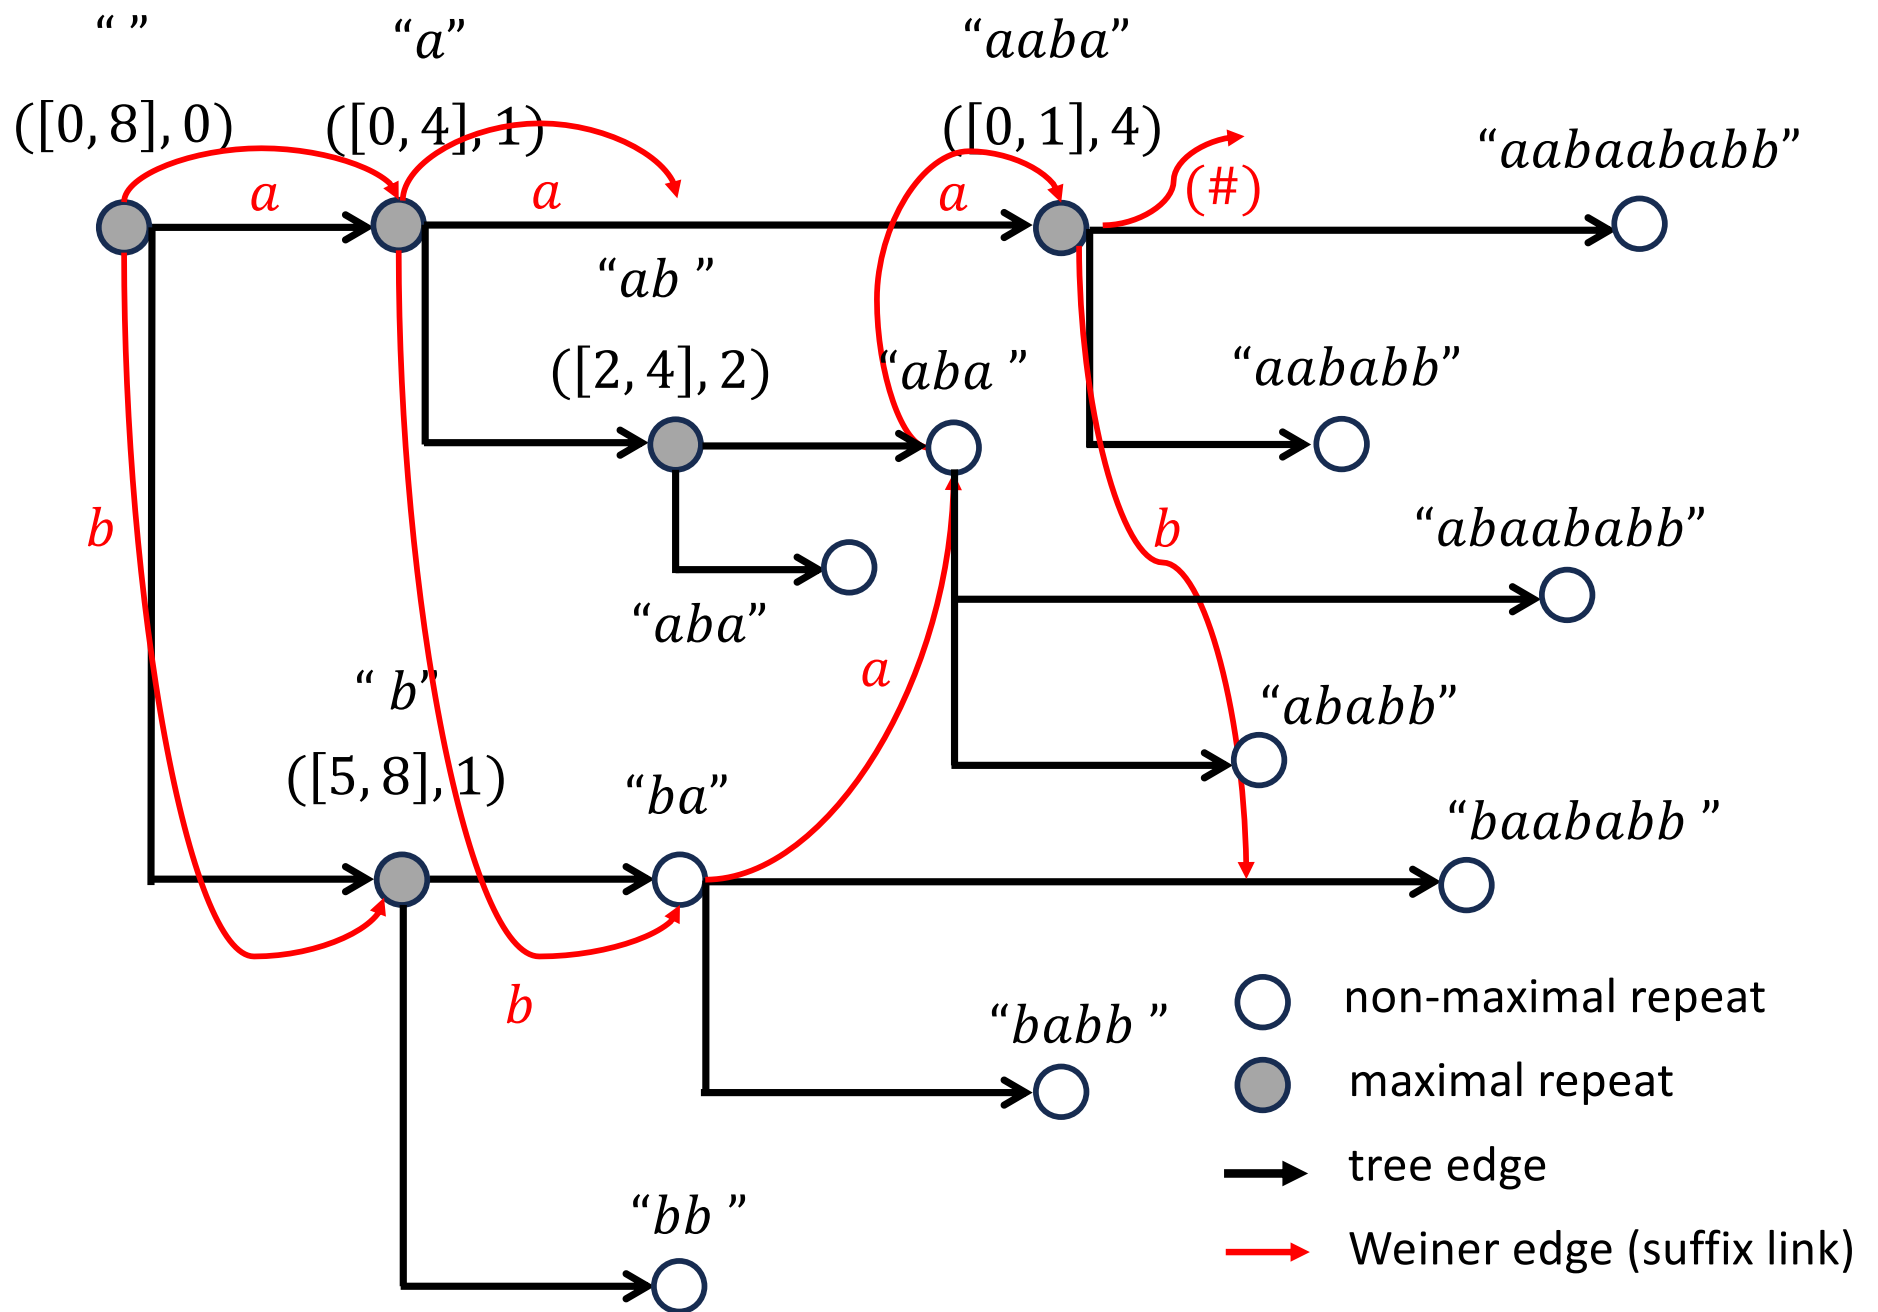 “ ”
“a”
“aaba”
([0, 8], 0)
([0, 4], 1)
([0, 1], 4)
“aabaababb”
a
a
a
(#)
“ab ”
([2, 4], 2)
“aba ”
“aababb”
b
b
“abaababb”
“aba”
a
“ b”
“ababb”
([5, 8], 1)
“ba”
“baababb ”
b
“babb ”
“bb ”
non-maximal repeat
maximal repeat
tree edge
Weiner edge (suffix link)